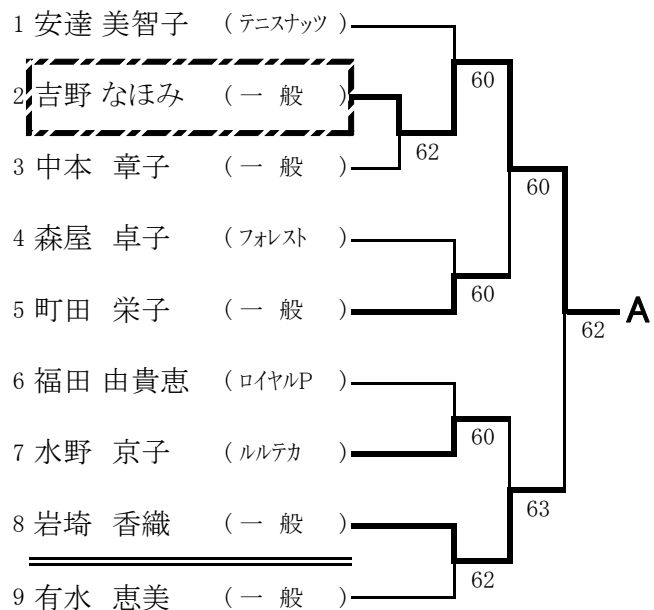 1 安達 美智子 (テニスナッツ)
60
2 吉野 なほみ (一 般)
62
3 中本 章子 (一 般)
60
4 森屋 卓子 (フォレスト)
60
5 町田 栄子 (一 般)
62 A
6 福田 由貴恵 (ロイヤルP)
60
7 水野 京子 (ルルテカ)
63
8 岩埼 香織 (一 般)
62
9 有水 恵美 (一 般)